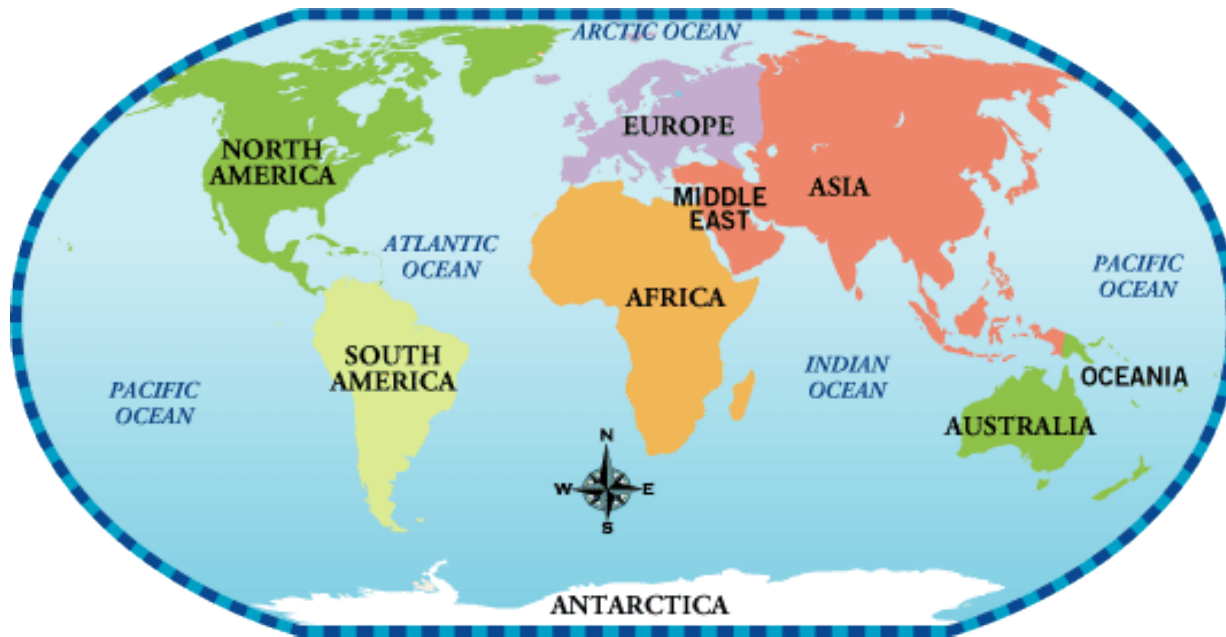 ARCTIC OCEAN
EUROPE
NORTH
AMERICA
ASIA
MIDDLE
EAST
ATLANTIC
OCEAN
PACIFIC
OCEAN
AFRICA
SOUTH
AMERICA
INDIAN
OCEAN
OCEANIA
PACIFIC
OCEAN
AUSTRALIA
N
W E
S
ANTARCTICA